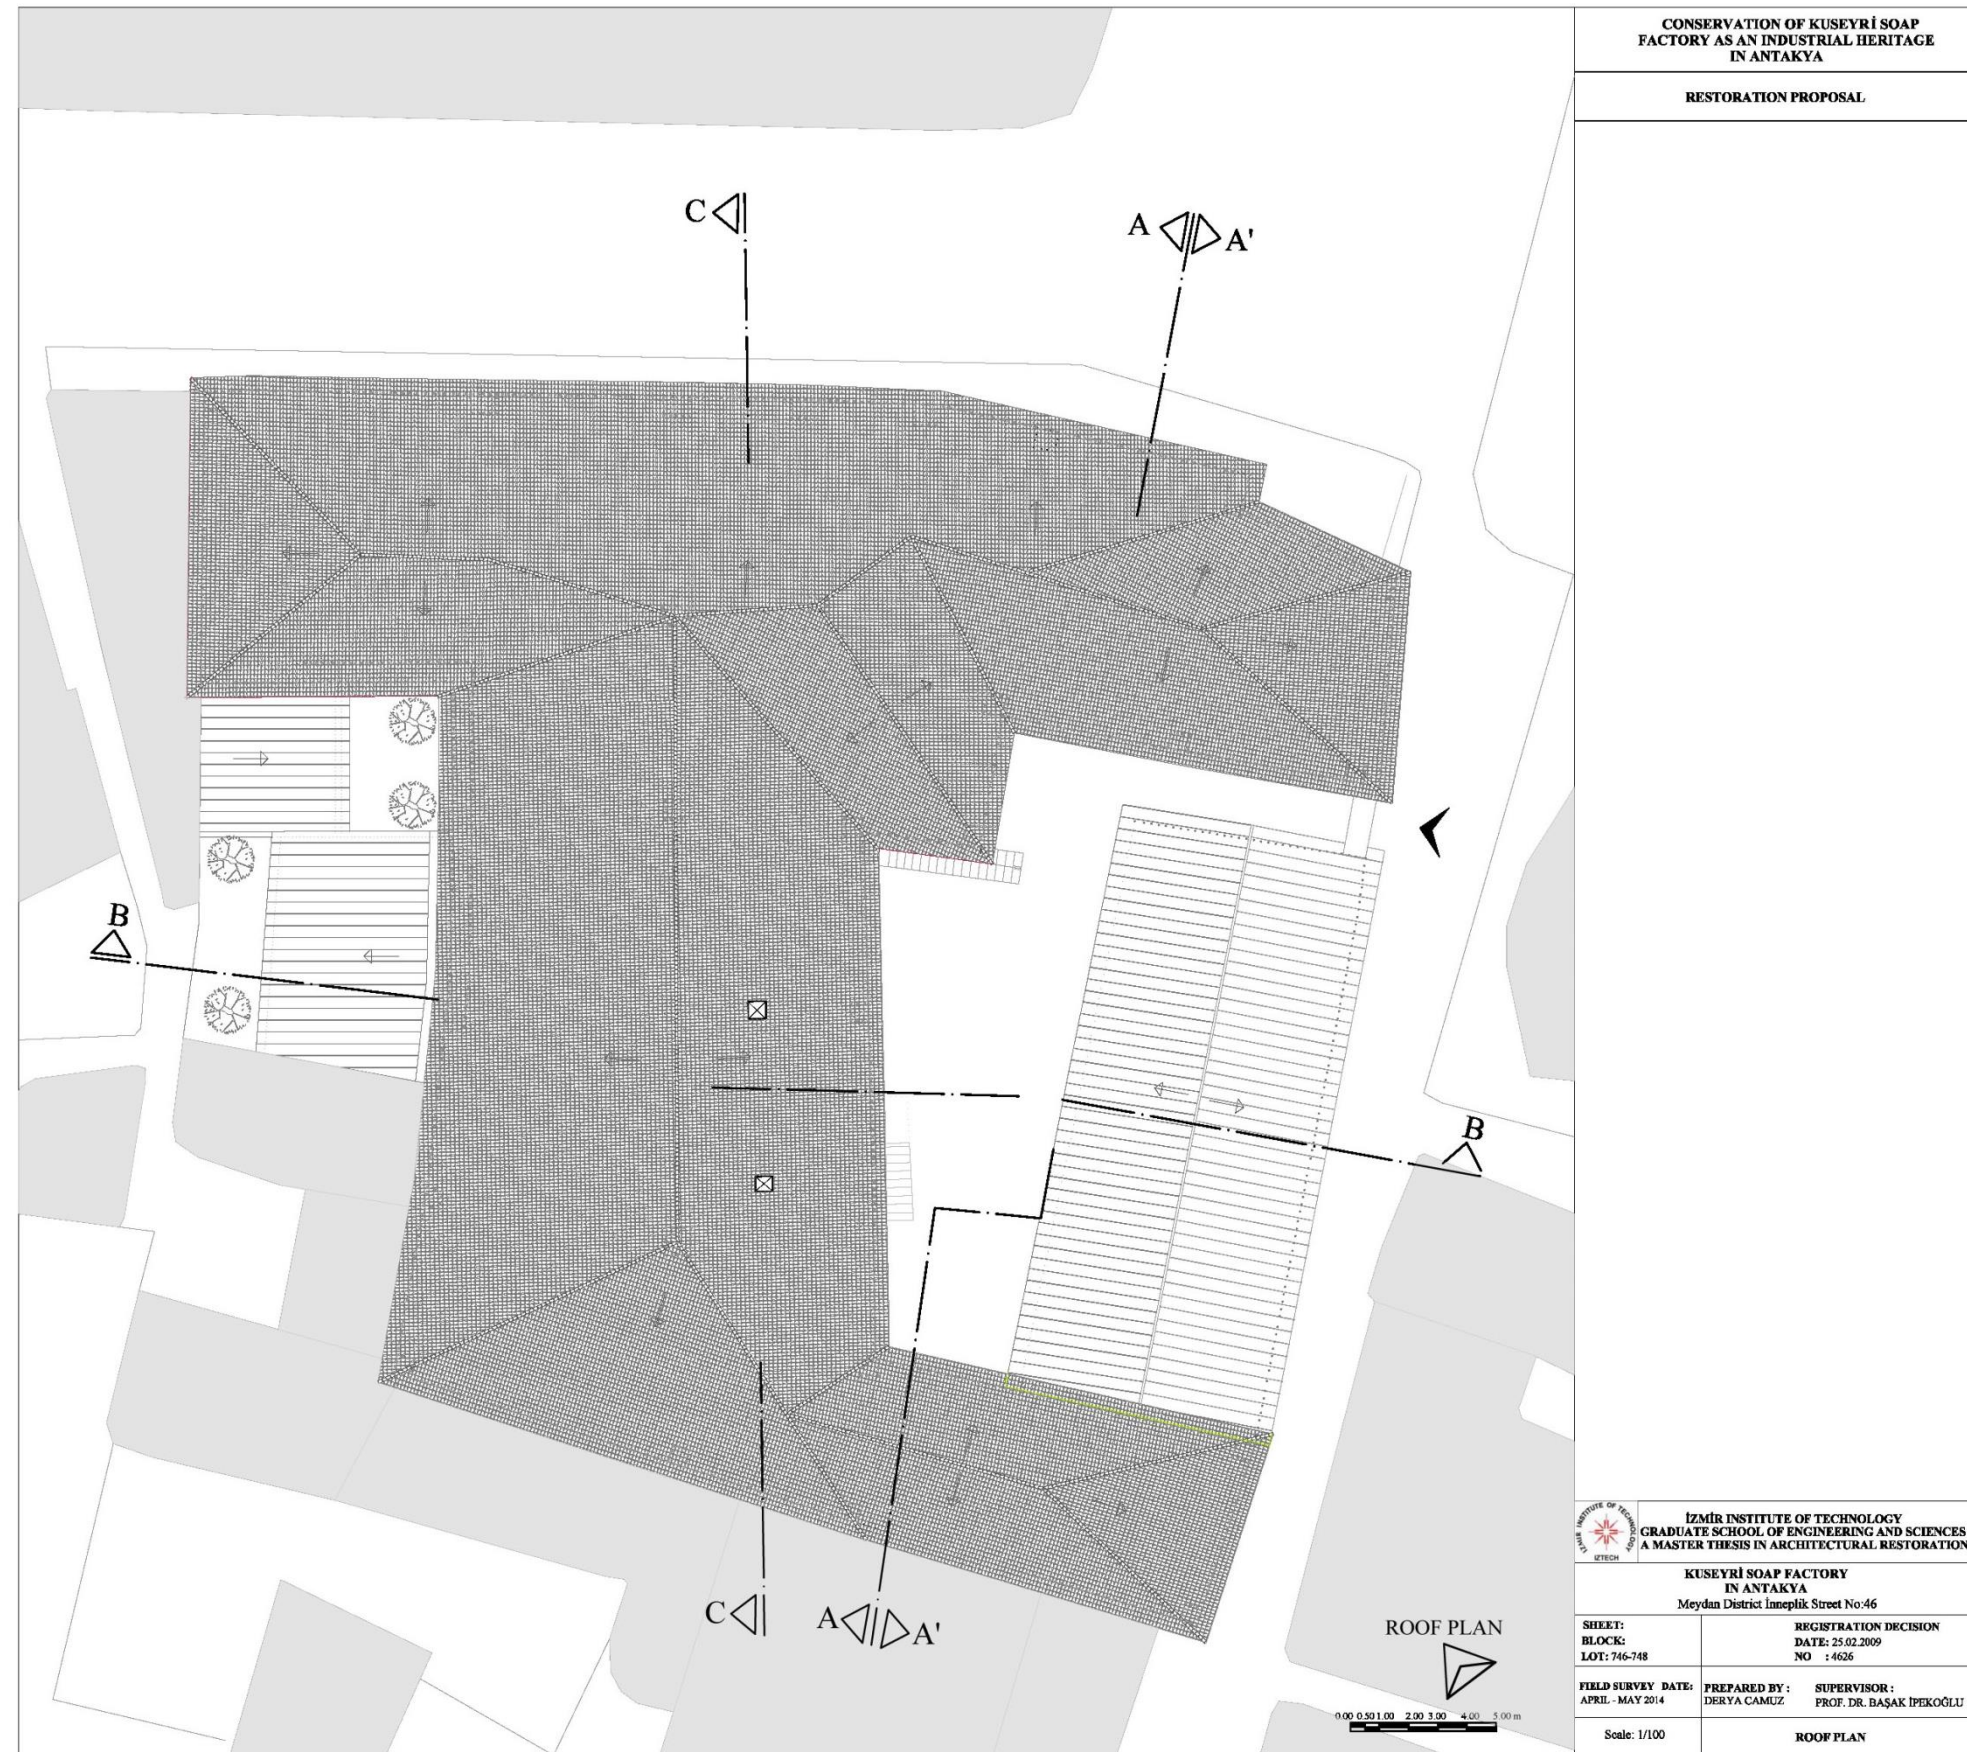 CONSERVATION OF KUSEYRİ SOAP
FACTORY AS AN INDUSTRIAL HERITAGE
IN ANTAKYA
RESTORATION PROPOSAL
C
A
A'
B
B
C
A
A'
ROOF PLAN
0.00 0.50 1.00 2.00 3.00 4.00 5.00 m
IZMIR INSTITUTE OF TECHNOLOGY
IZTECH
İZMİR INSTITUTE OF TECHNOLOGY
GRADUATE SCHOOL OF ENGINEERING AND SCIENCES
A MASTER THESIS IN ARCHITECTURAL RESTORATION
KUSEYRİ SOAP FACTORY
IN ANTAKYA
Meydan District İnneplik Street No:46
SHEET:
BLOCK:
LOT: 746-748
REGISTRATION DECISION
DATE: 25.02.2009
NO : 4626
FIELD SURVEY DATE:
APRIL - MAY 2014
PREPARED BY :
DERYA CAMUZ
SUPERVISOR :
PROF. DR. BAŞAK İPEKOĞLU
Scale: 1/100
ROOF PLAN